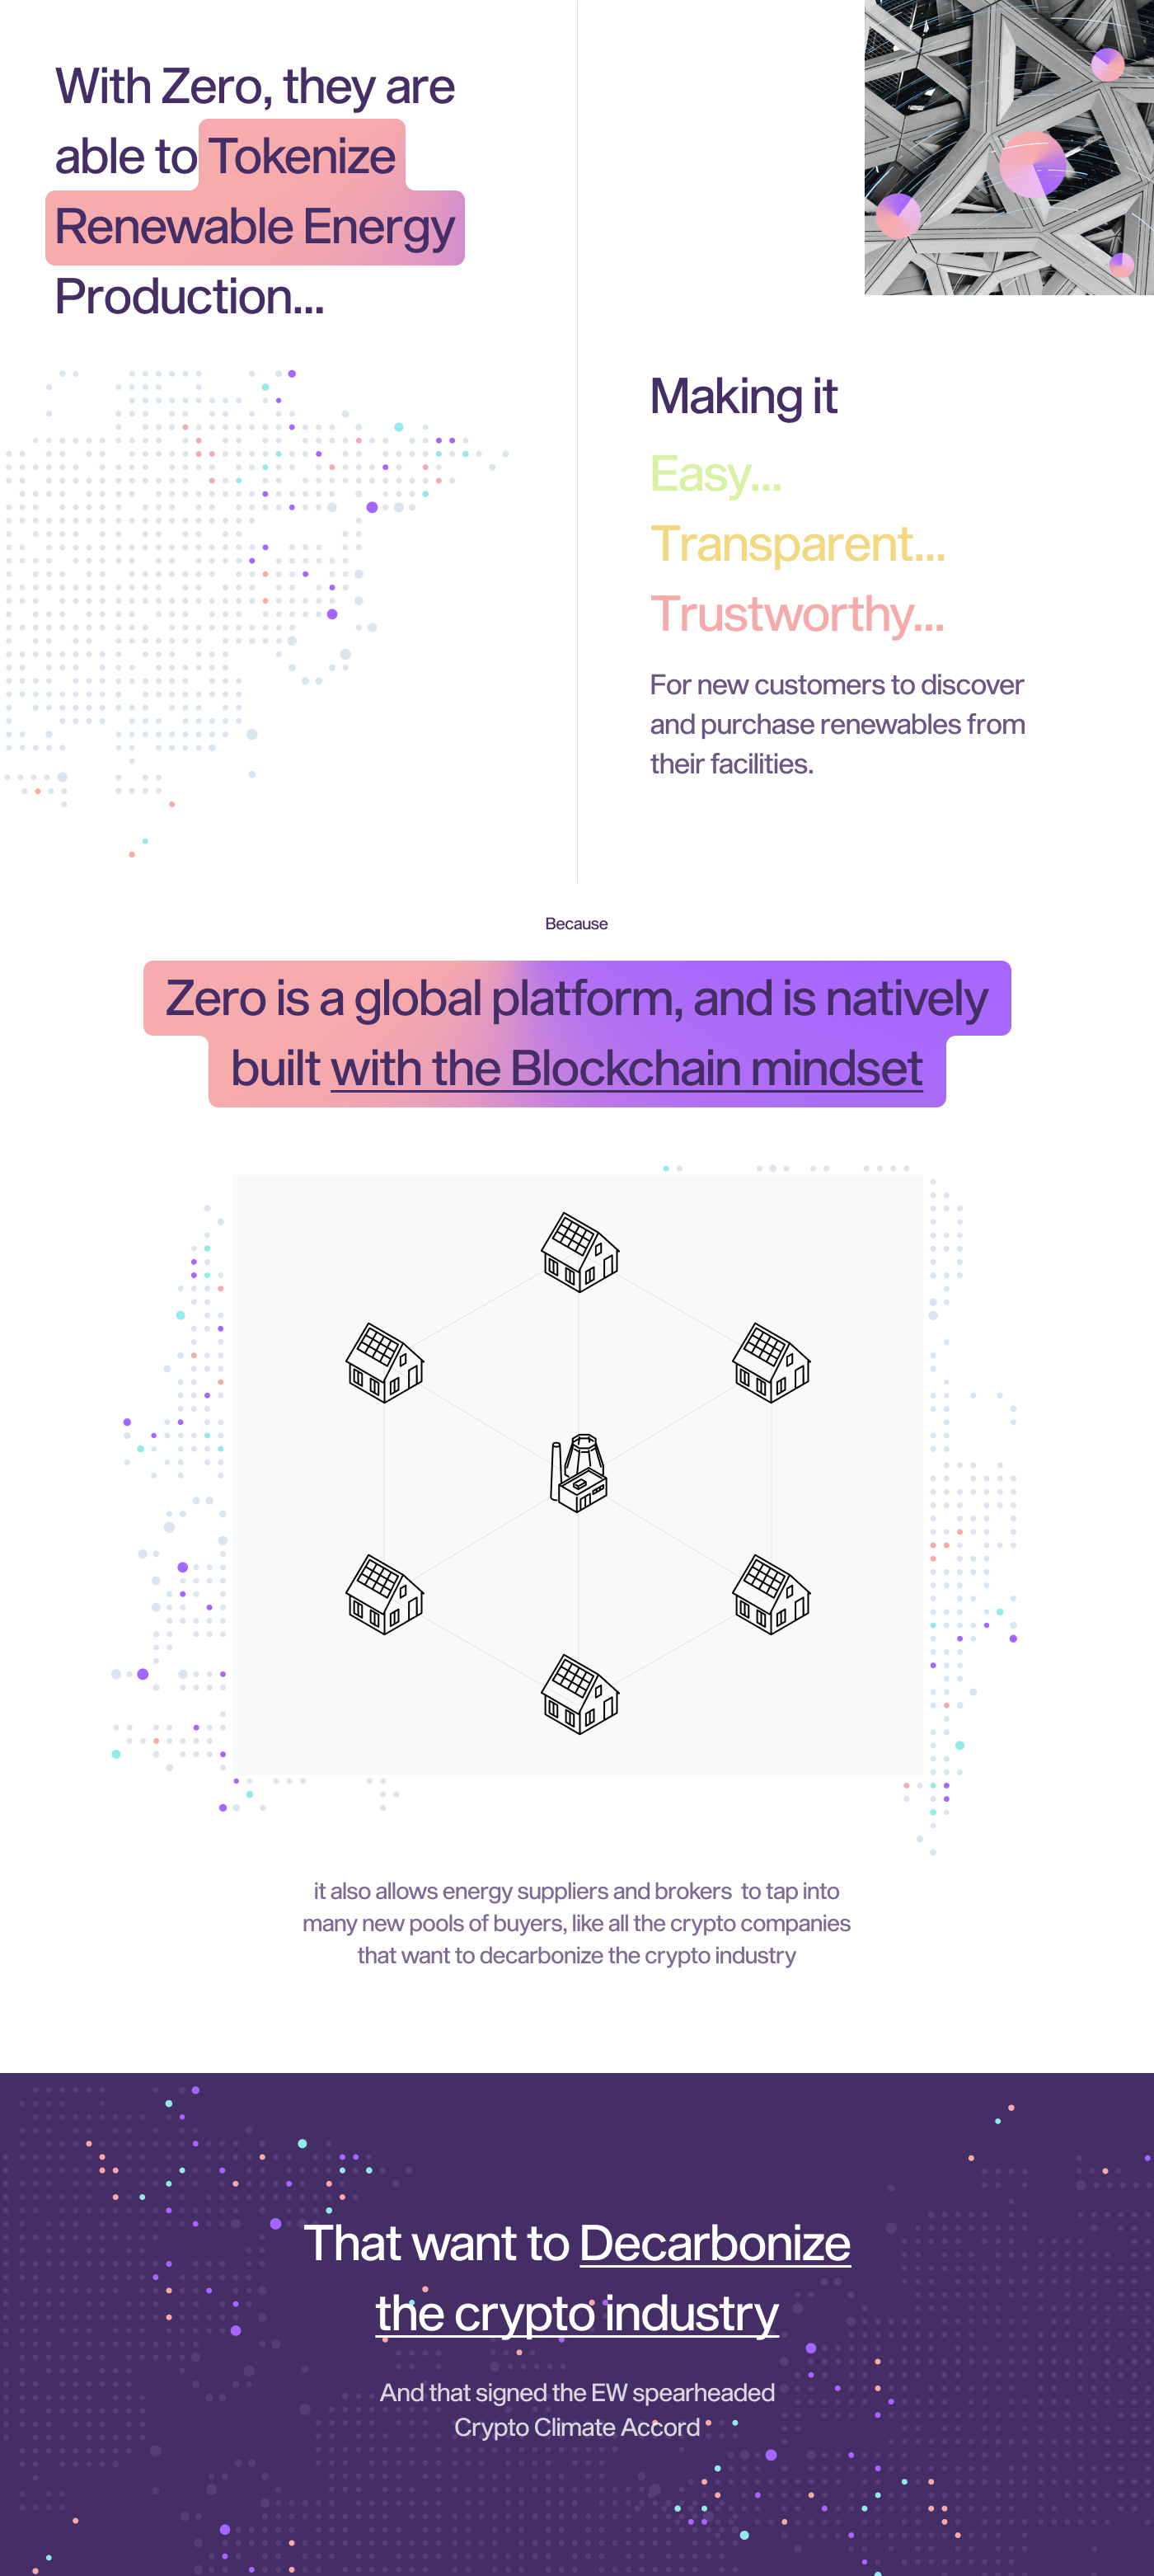 With Zero, they are
able to Tokenize
Renewable Energy
Production...
Making it
Easy...
Transparent...
Trustworthy...
For new customers to discover
and purchase renewables from
their facilities.
Because
Zero is a global platform, and is natively
built with the Blockchain mindset
it also allows energy suppliers and brokers  to tap into
many new pools of buyers, like all the crypto companies
that want to decarbonize the crypto industry
That want to Decarbonize
the crypto industry
And that signed the EW spearheaded
Crypto Climate Accord